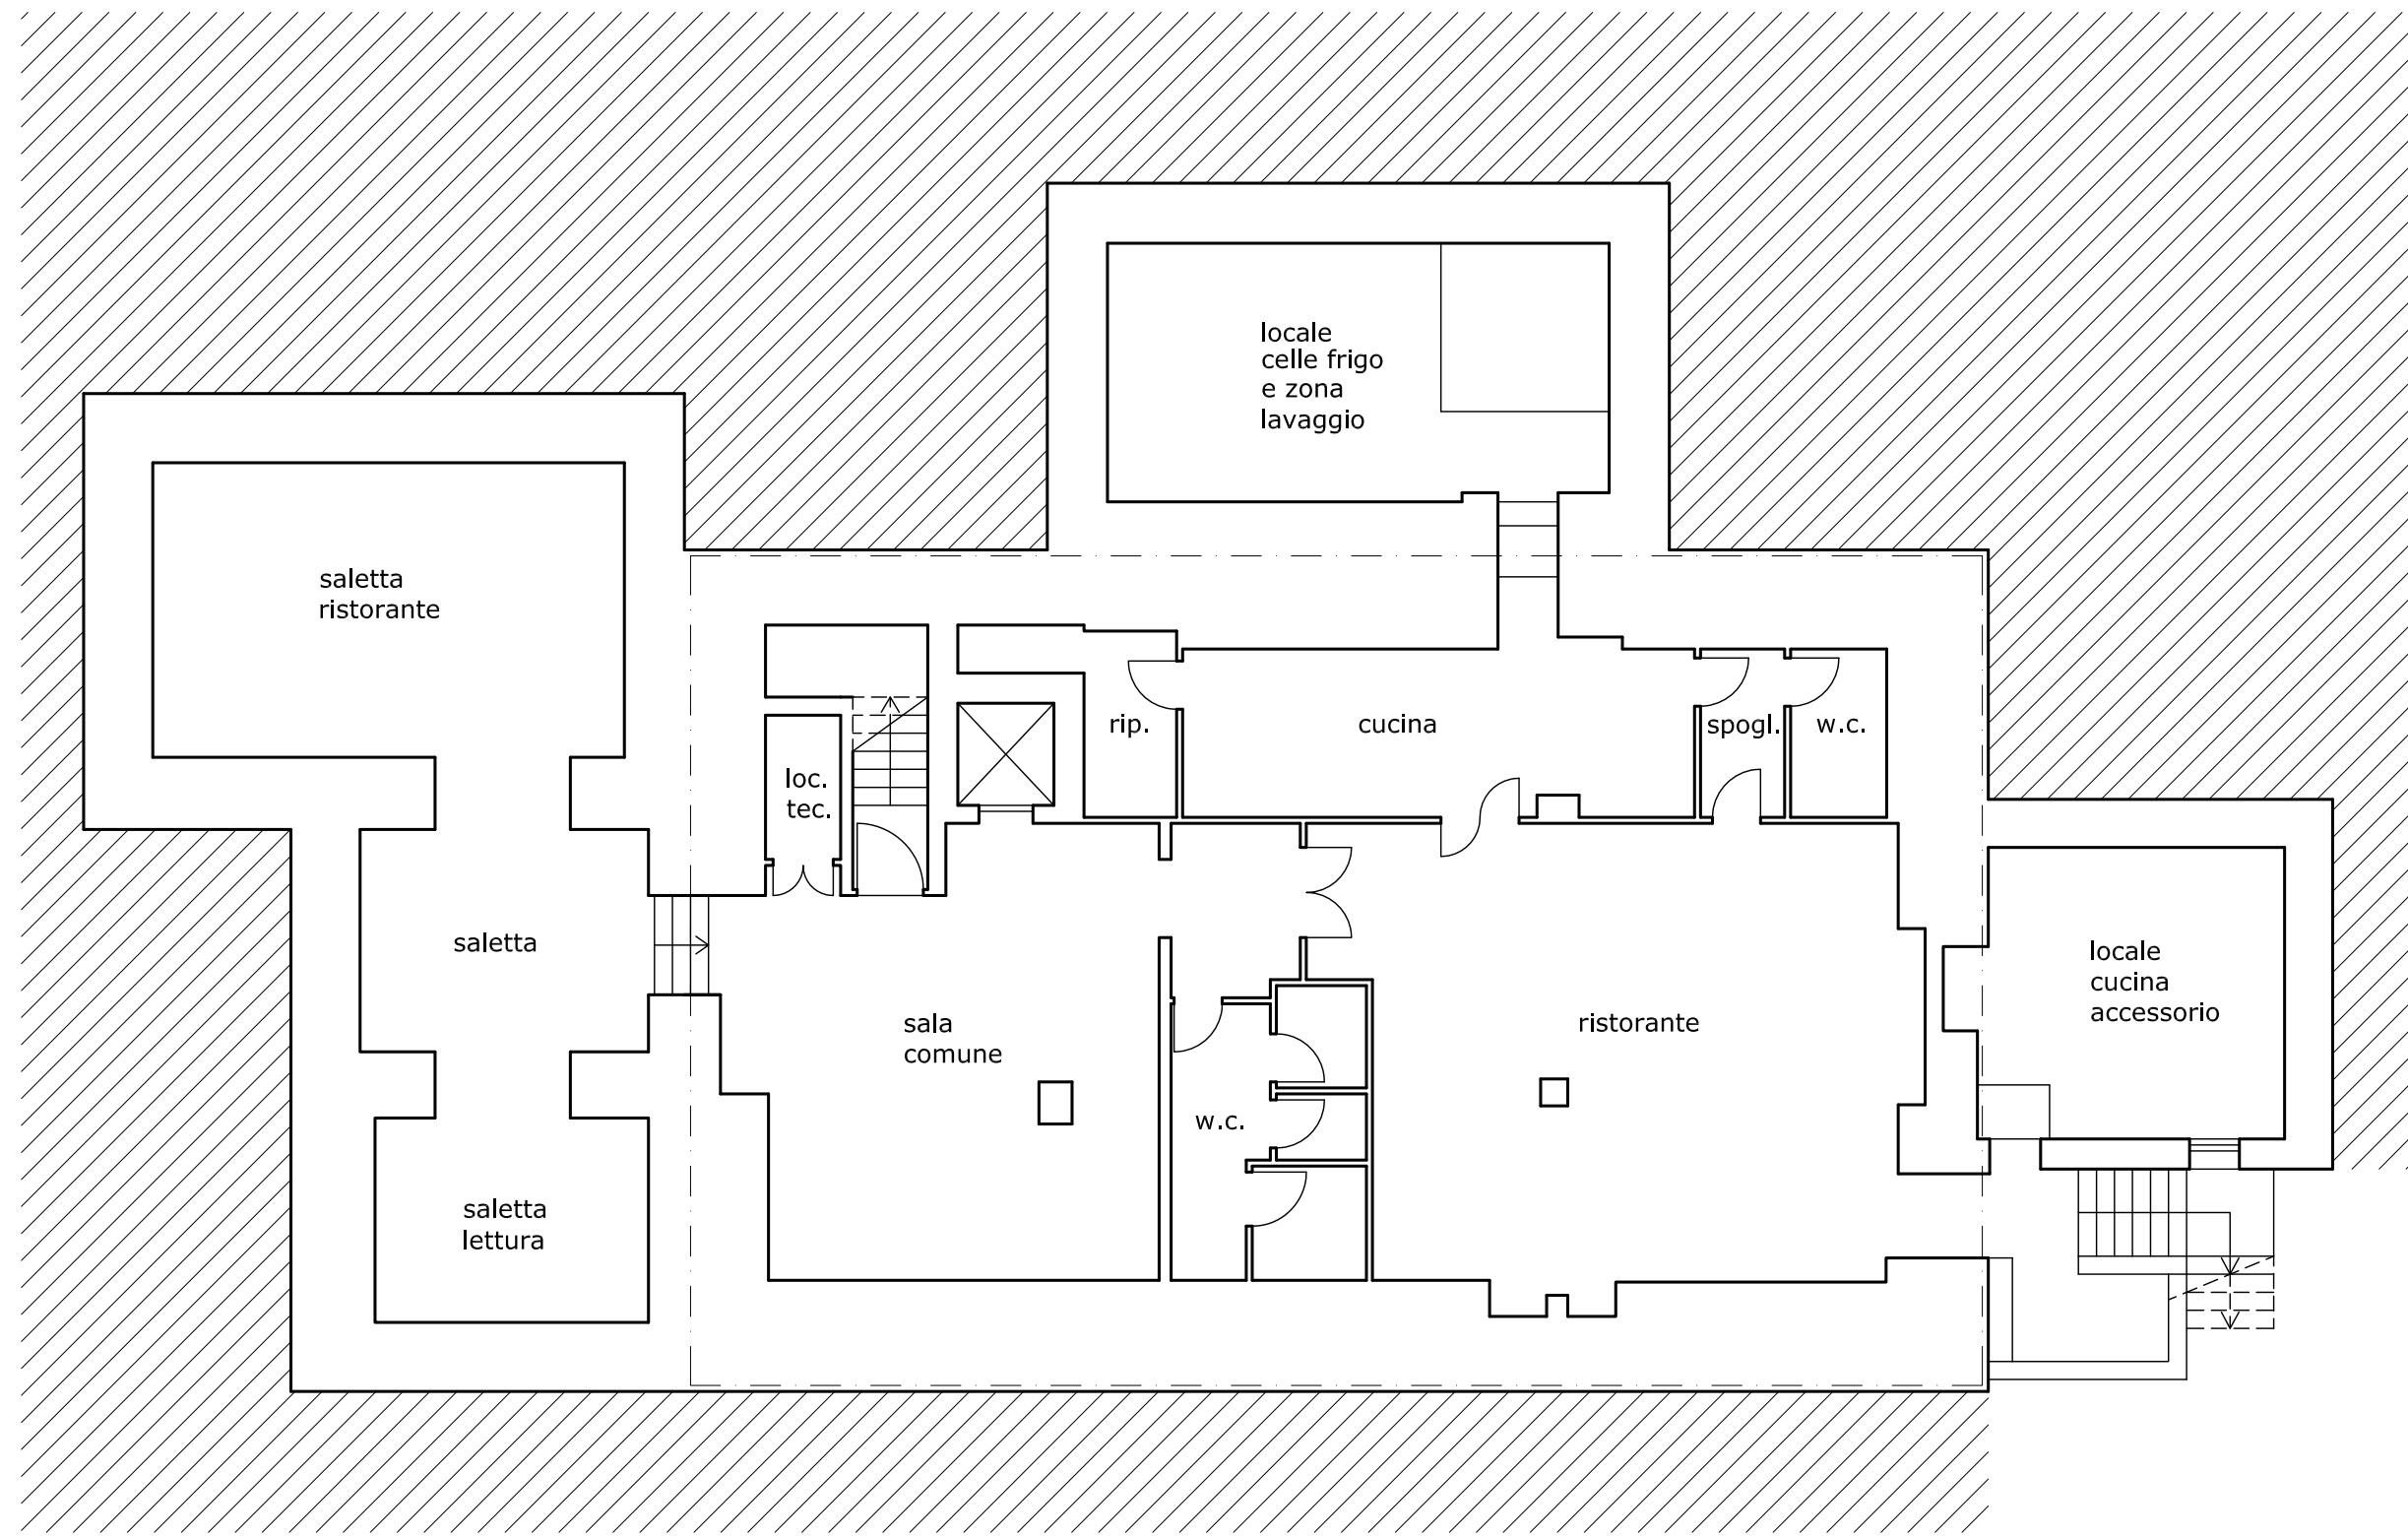 locale
celle frigo
e zona
lavaggio
saletta
ristorante
rip.
cucina
spogl.
w.c.
loc.
tec.
saletta
locale
cucina
accessorio
sala
comune
ristorante
w.c.
saletta
lettura